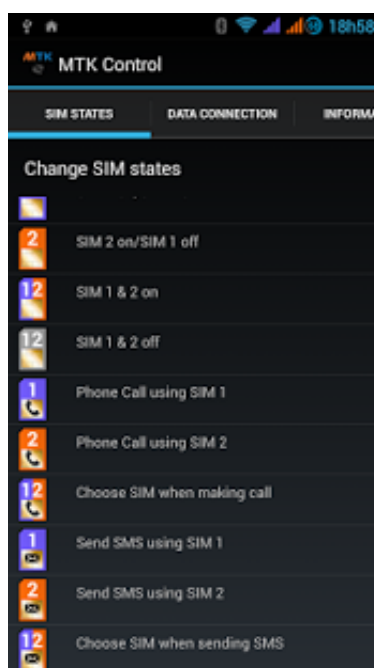 18h58
MTK MTK Control
SIM STATES DATA CONNECTION INFORMA
Change SIM states
2 SIM 2 on/SIM 1 off
12 SIM 1 & 2 on
12 SIM 1 & 2 off
1 Phone Call using SIM 1
2 Phone Call using SIM 2
12 Choose SIM when making call
1 Send SMS using SIM 1
2 Send SMS using SIM 2
12 Choose SIM when sending SMS